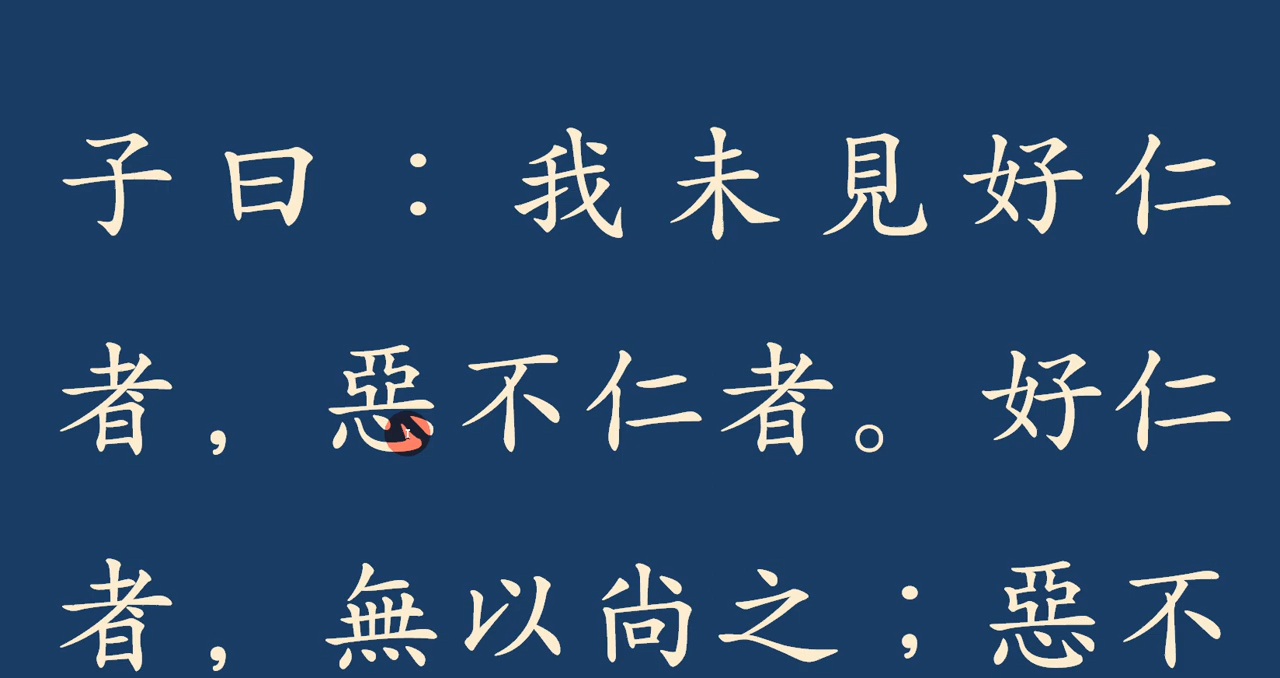 子曰：我未見好仁
者，惡不仁者。好仁
者，無以尚之；惡不